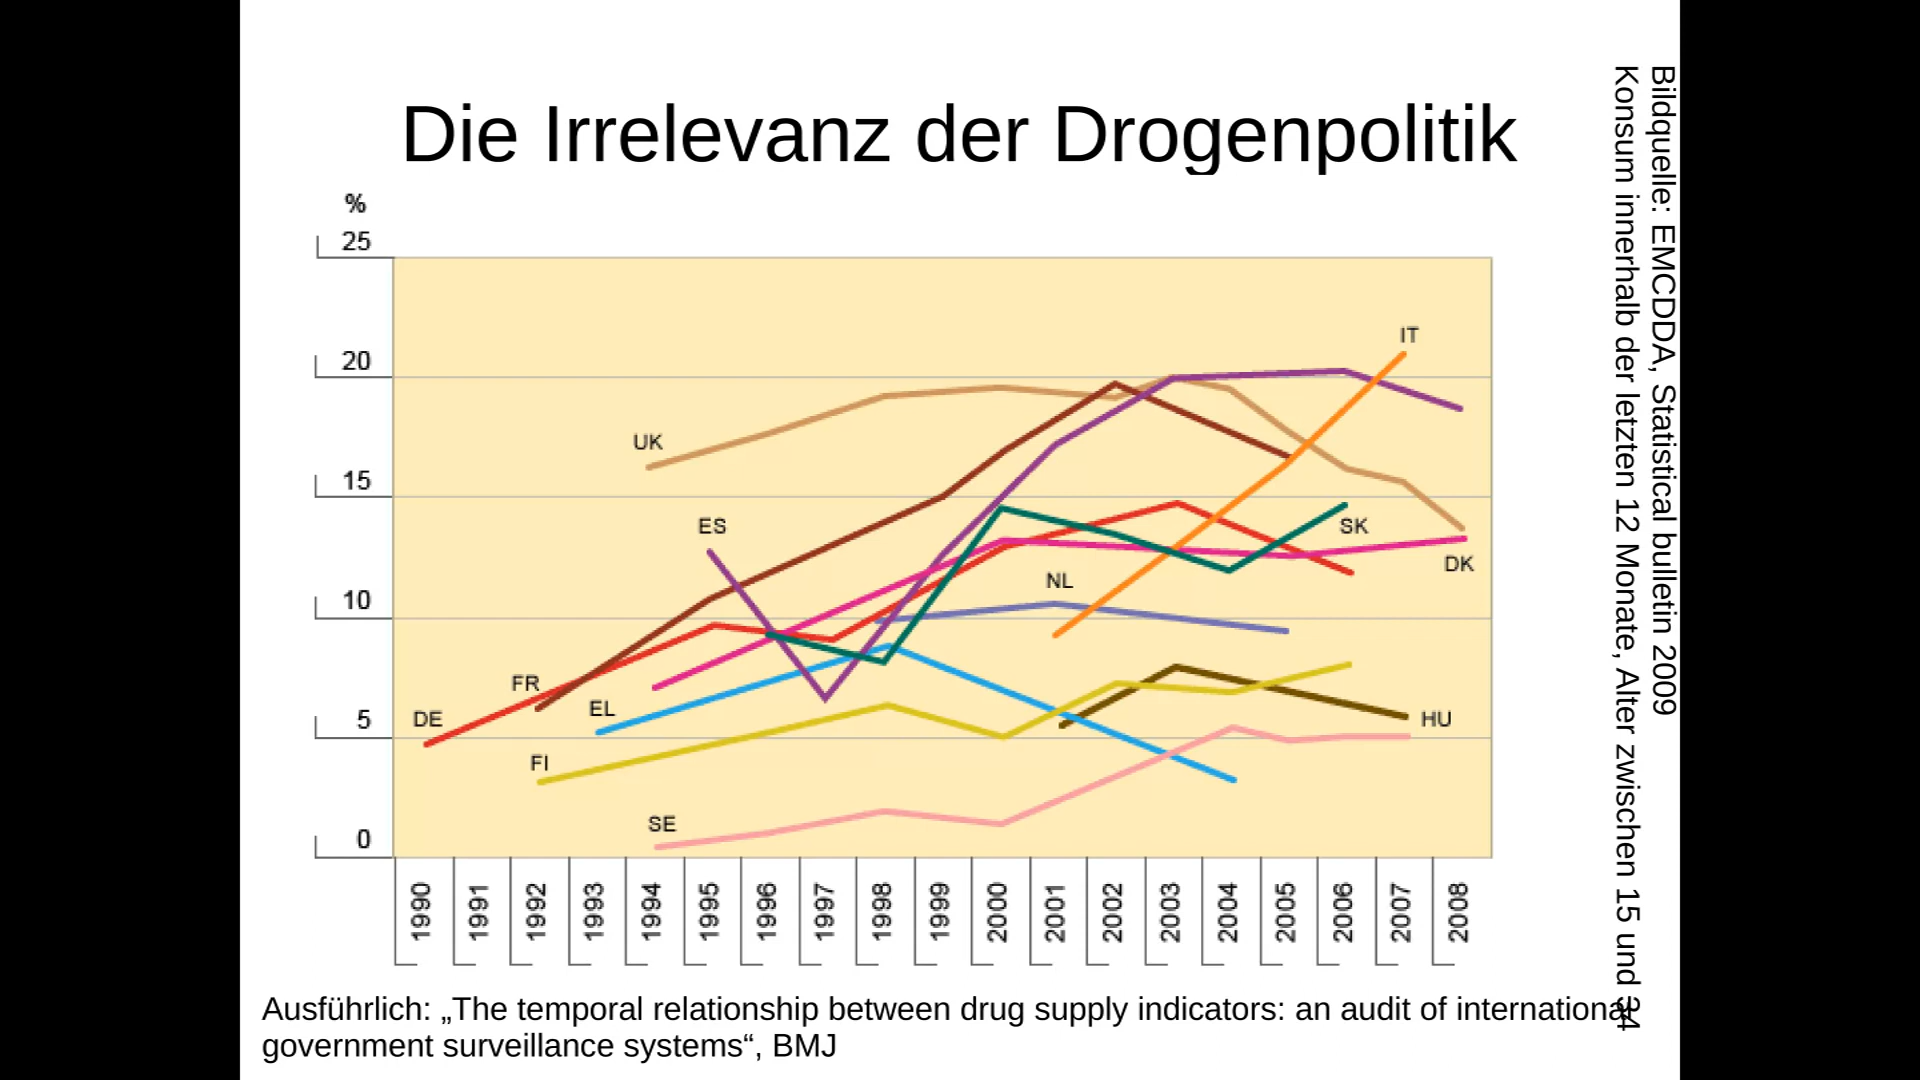 Die Irrelevanz der Drogenpolitik
Bildquelle: EMCDDA, Statistical bulletin 2009
Konsum innerhalb der letzten 12 Monate, Alter zwischen 15 und 34
%
25
20
15
10
5
0
IT
UK
ES
SK
DK
NL
FR
EL
DE
HU
FI
SE
1990
1991
1992
1993
1994
1995
1996
1997
1998
1999
2000
2001
2002
2003
2004
2005
2006
2007
2008
Ausführlich: „The temporal relationship between drug supply indicators: an audit of international
government surveillance systems“, BMJ